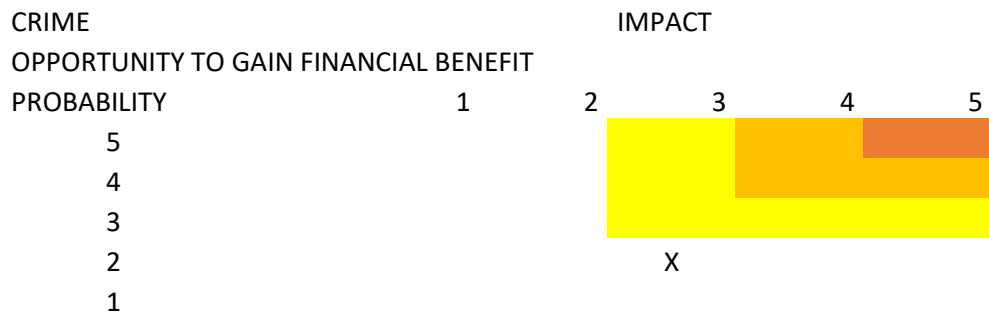 CRIME IMPACT
OPPORTUNITY TO GAIN FINANCIAL BENEFIT
PROBABILITY 1 2 3 4 5
5
4
3
2 X
1